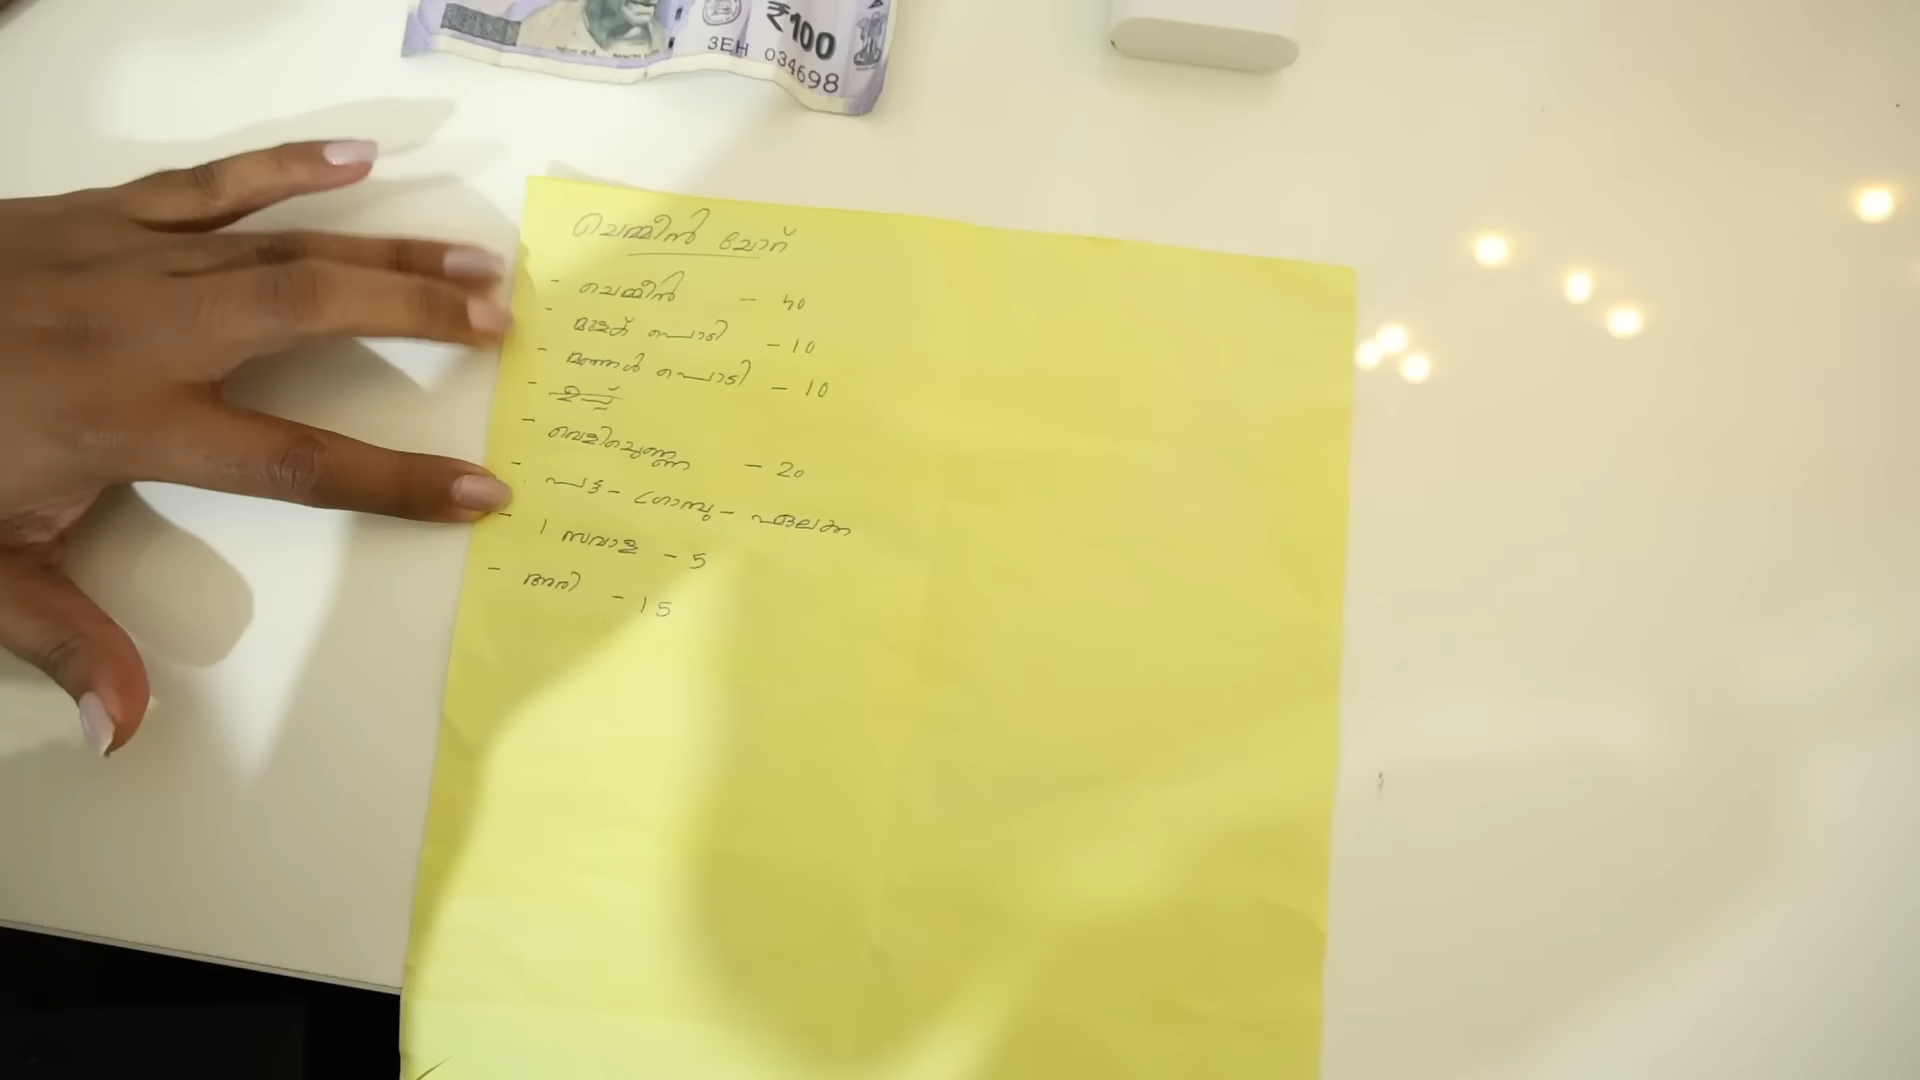 ₹100
3EH 034698
ചെമ്മീൻ ചോറ്
- ചെമ്മീൻ - 40
- മുളക് പൊടി - 10
- മഞ്ഞൾ പൊടി - 10
- ഉപ്പ്
- വെളിച്ചെണ്ണ - 20
- പട്ട - ഗ്രാമ്പു - ഏലക്ക
- 1 സവാള - 5
- അരി - 15